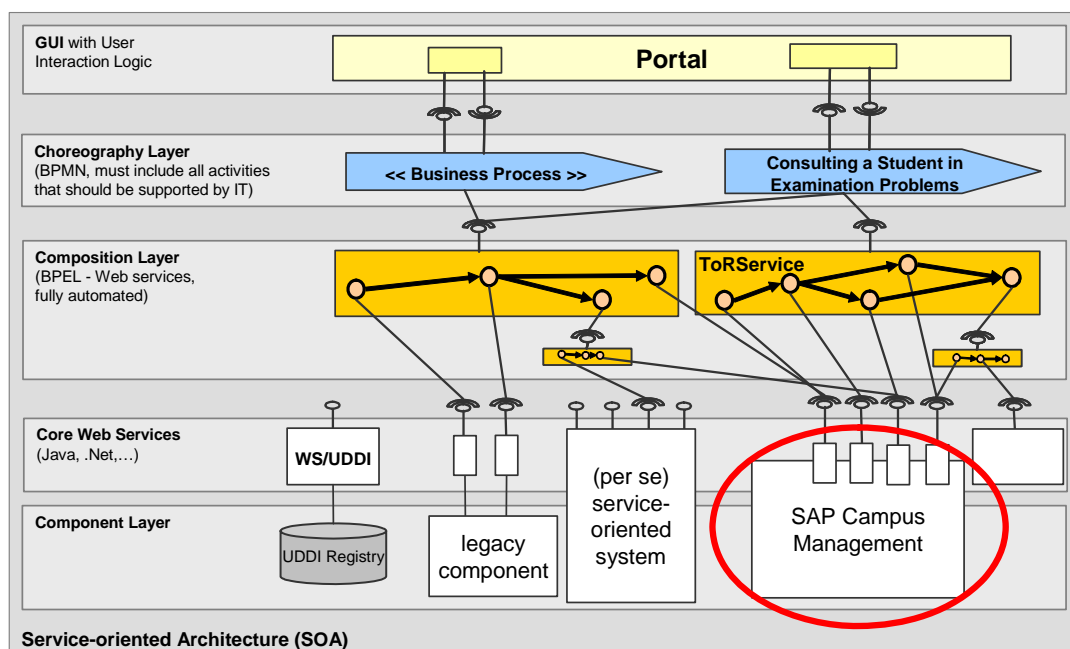 GUI with User
Interaction Logic
Portal
Choreography Layer
(BPMN, must include all activities
that should be supported by IT)
<< Business Process >>
Consulting a Student in
Examination Problems
Composition Layer
(BPEL - Web services,
fully automated)
ToRService
Core Web Services
(Java, .Net,…)
WS/UDDI
(per se)
service-
oriented
system
Component Layer
UDDI Registry
legacy
component
SAP Campus
Management
Service-oriented Architecture (SOA)